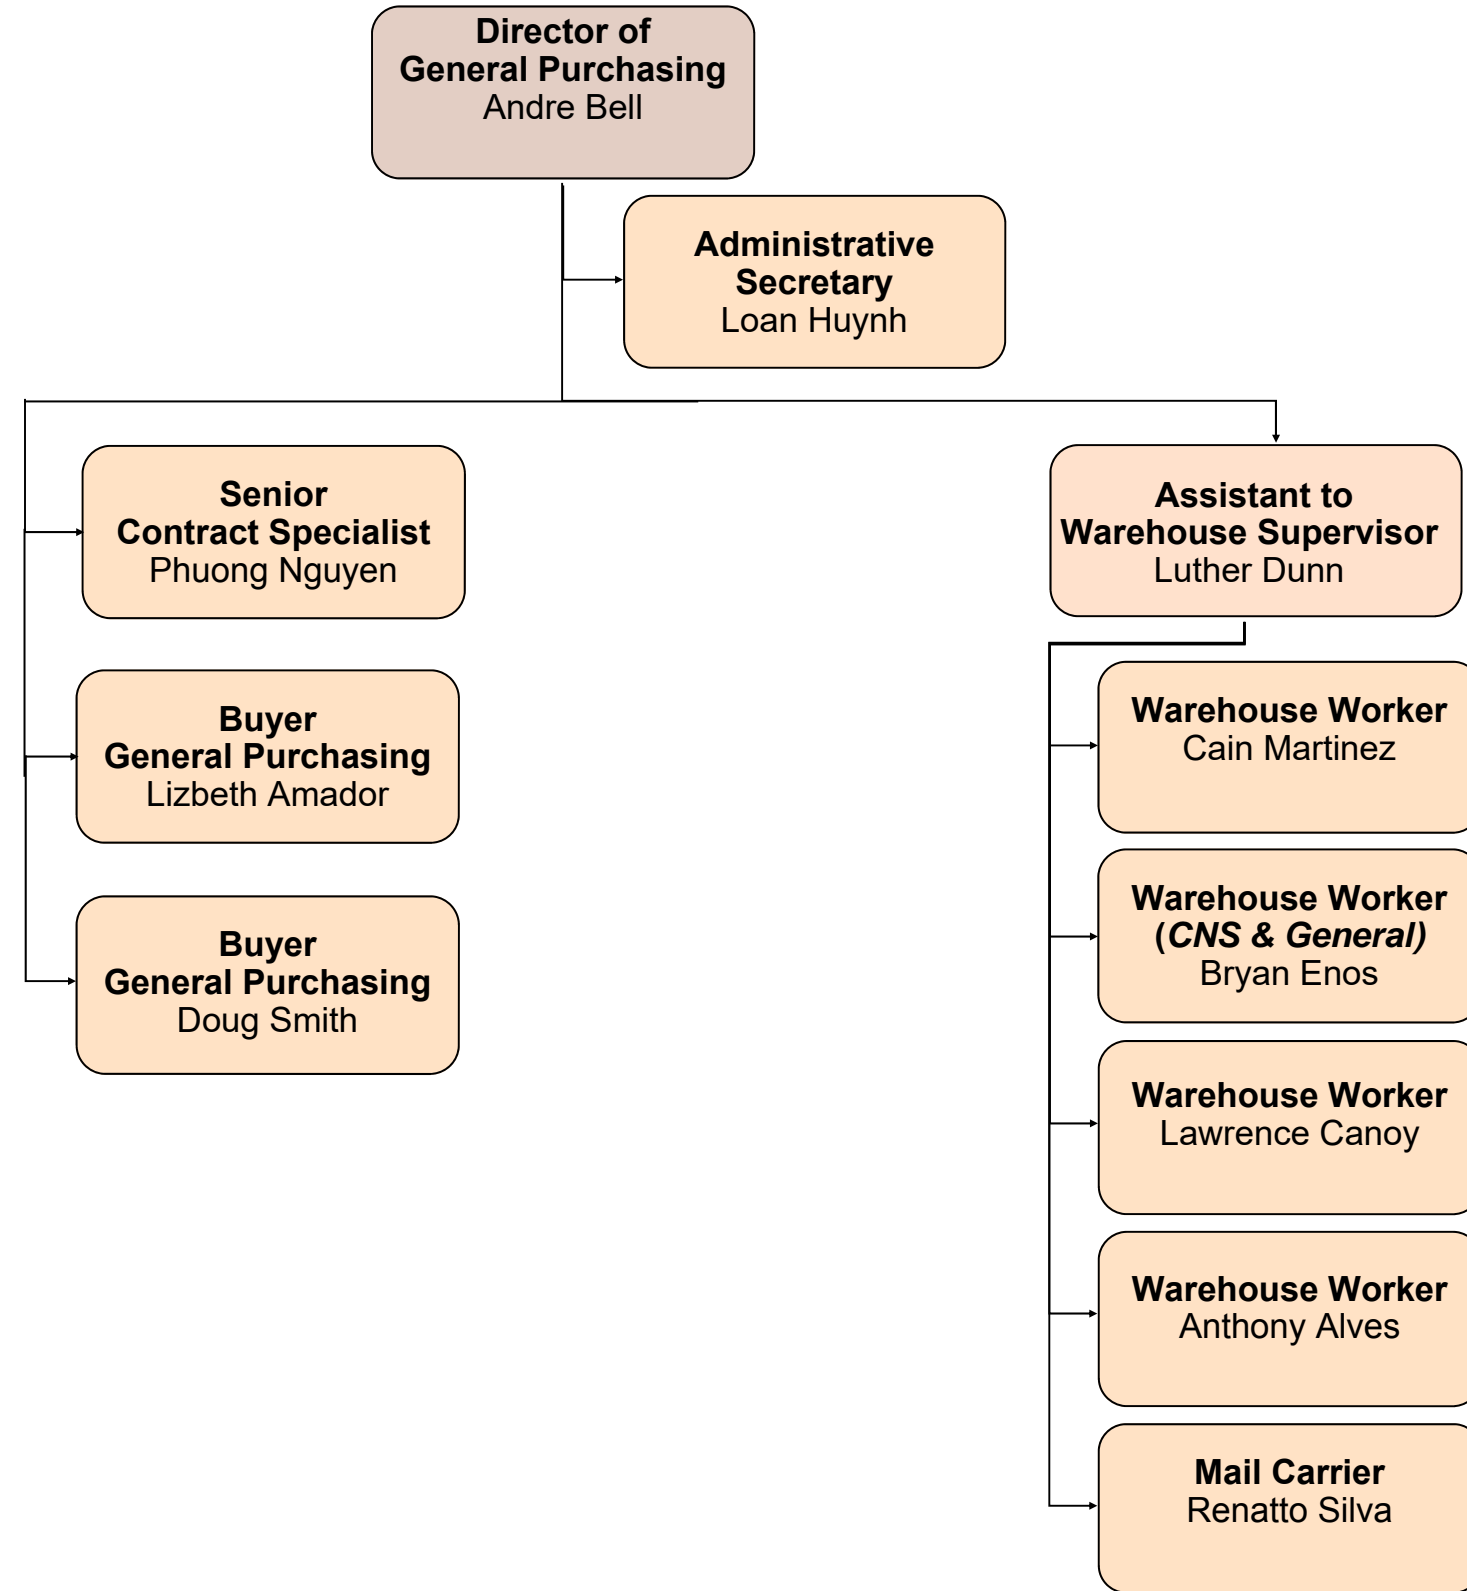 Director of
General Purchasing
Andre Bell
Administrative
Secretary
Loan Huynh
Senior
Contract Specialist
Phuong Nguyen
Buyer
General Purchasing
Lizbeth Amador
Buyer
General Purchasing
Doug Smith
Assistant to
Warehouse Supervisor
Luther Dunn
Warehouse Worker
Cain Martinez
Warehouse Worker
(CNS & General)
Bryan Enos
Warehouse Worker
Lawrence Canoy
Warehouse Worker
Anthony Alves
Mail Carrier
Renatto Silva